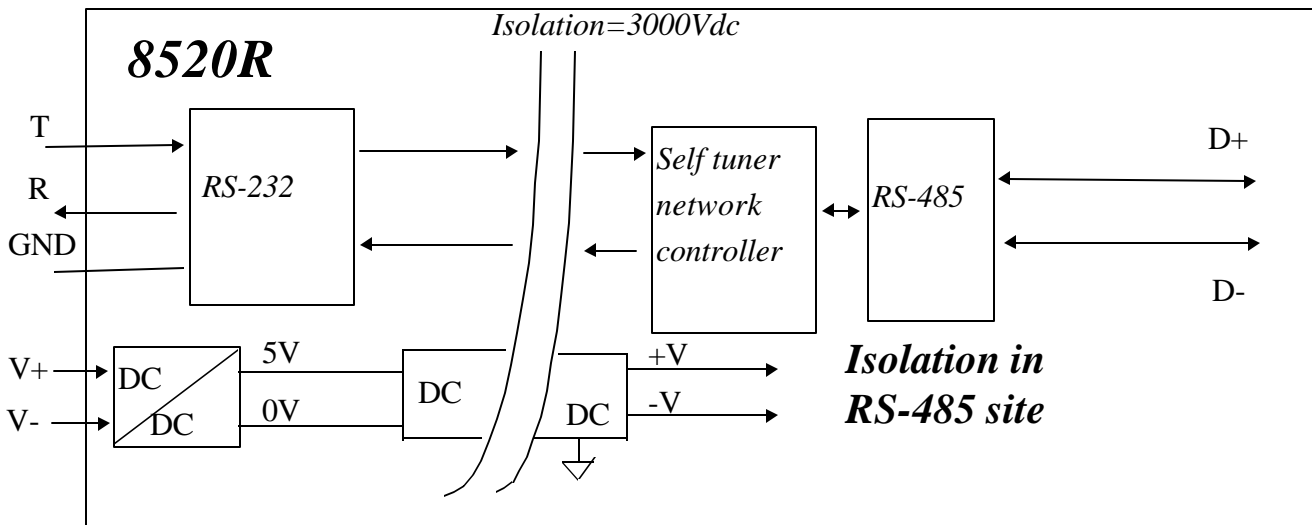 Isolation=3000Vdc
8520R
T
R
GND
RS-232
Self tuner
network
controller
RS-485
D+
D-
V+
V-
DC
DC
5V
0V
DC
DC
+V
-V
Isolation in
RS-485 site